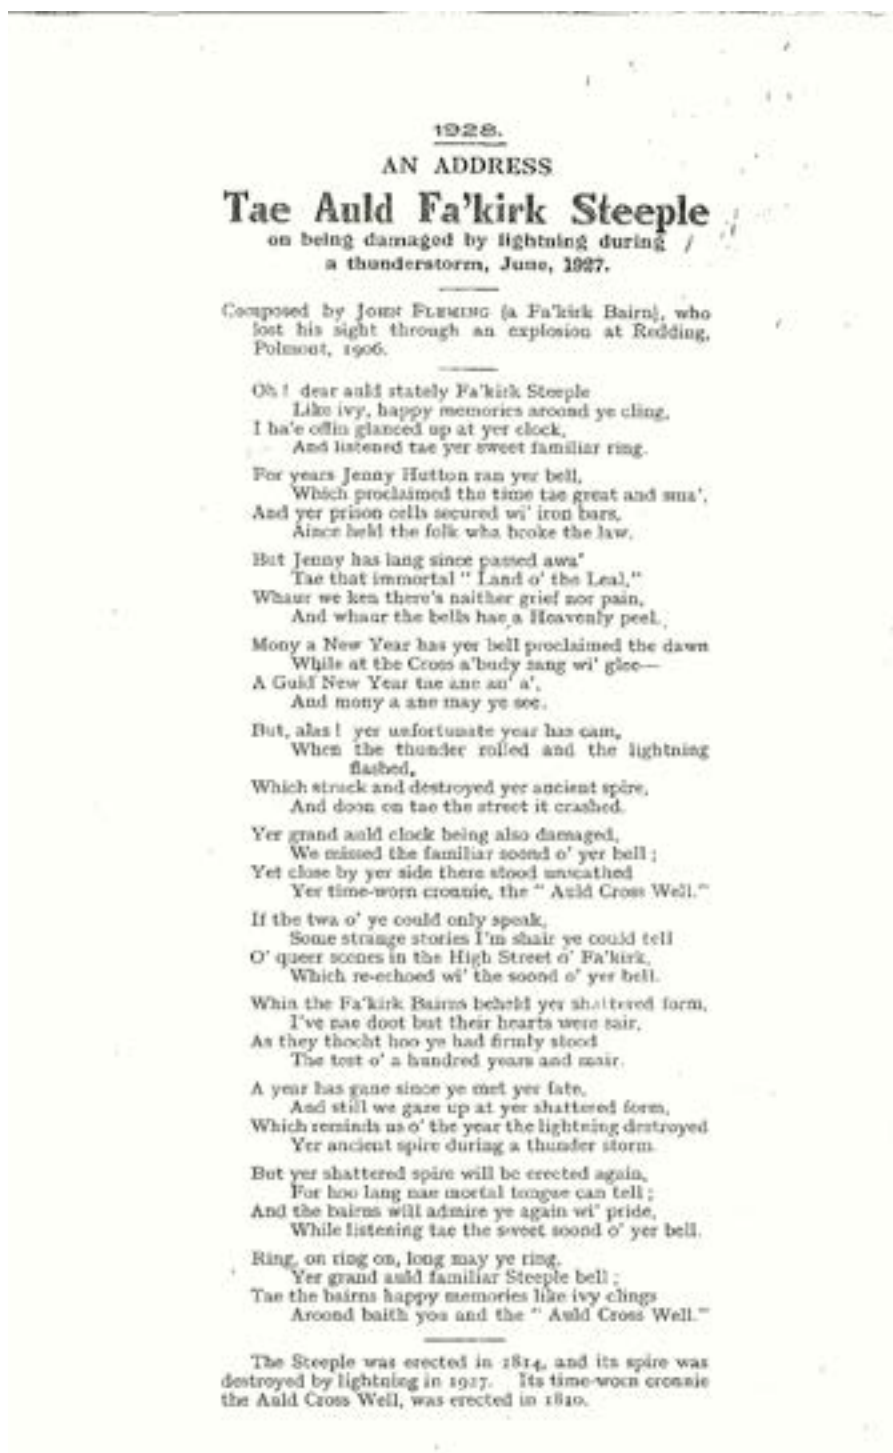 1928.
AN ADDRESS
Tae Auld Fa'kirk Steeple
on being damaged by lightning during
a thunderstorm, June, 1927.
Composed by JOHN FLEMING (a Fa'kirk Bairn), who
lost his sight through an explosion at Redding,
Polmont, 1906.
Oh! dear auld stately Fa'kirk Steeple
Like ivy, happy memories aroond ye cling,
I ha'e offin glanced up at yer clock,
And listened tae yer sweet familiar ring.
For years Jenny Hutton ran yer bell,
Which proclaimed the time tae great and sma',
And yer prison cells secured wi' iron bars,
Aince held the folk wha broke the law.
But Jenny has lang since passed awa'
Tae that immortal " Land o' the Leal,"
Whaur we ken there's naither grief nor pain,
And whaur the bells hae a Heavenly peel.
Mony a New Year has yer bell proclaimed the dawn
While at the Cross a'body sang wi' glee—
A Guid New Year tae ane an' a',
And mony a ane may ye see.
But, alas! yer unfortunate year has cam,
When the thunder rolled and the lightning
flashed,
Which struck and destroyed yer ancient spire,
And doon on tae the street it crashed.
Yer grand auld clock being also damaged,
We missed the familiar soond o' yer bell;
Yet close by yer side there stood unscathed
Yer time-worn cronnie, the " Auld Cross Well."
If the twa o' ye could only speak,
Some strange stories I'm shair ye could tell
O' queer scenes in the High Street o' Fa'kirk,
Which re-echoed wi' the soond o' yer bell.
Whin the Fa'kirk Bairns beheld yer shattered form,
I've nae doot but their hearts were sair,
As they thocht hoo ye had firmly stood
The test o' a hundred years and mair.
A year has gane since ye met yer fate,
And still we gaze up at yer shattered form,
Which reminds us o' the year the lightning destroyed
Yer ancient spire during a thunder storm.
But yer shattered spire will be erected again,
For hoo lang nae mortal tongue can tell;
And the bairns will admire ye again wi' pride,
While listening tae the sweet soond o' yer bell.
Ring, on ring on, long may ye ring,
Yer grand auld familiar Steeple bell;
Tae the bairns happy memories like ivy clings
Aroond baith you and the " Auld Cross Well."
The Steeple was erected in 1814, and its spire was
destroyed by lightning in 1927. Its time-worn cronnie
the Auld Cross Well, was erected in 1810.